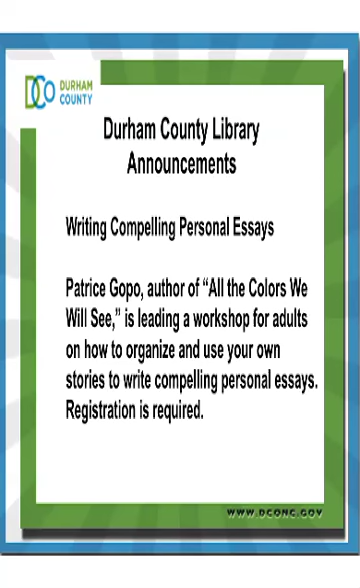 DCO DURHAM
COUNTY
Durham County Library
Announcements
Writing Compelling Personal Essays
Patrice Gopo, author of “All the Colors We
Will See,” is leading a workshop for adults
on how to organize and use your own
stories to write compelling personal essays.
Registration is required.
WWW.DCONC.GOV